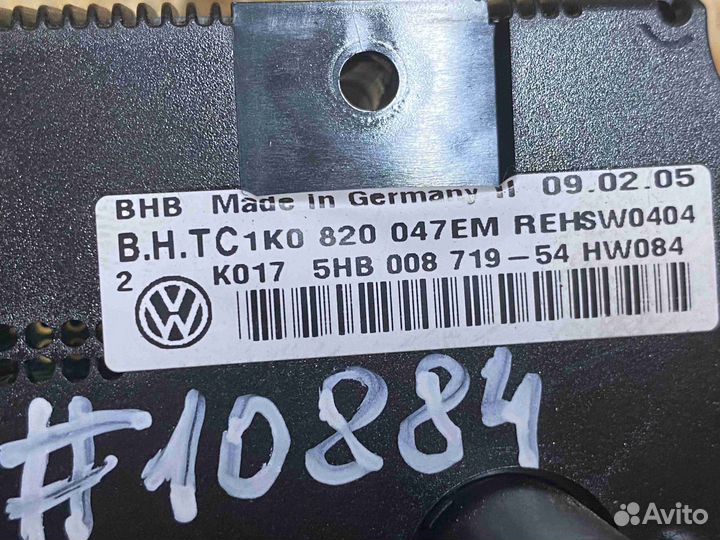 BHB Made in Germany 09.02.05
B.H.TC1K0 820 047EM REHSW0404
2 K017 5HB 008 719-54 HW084
#10884
Avito